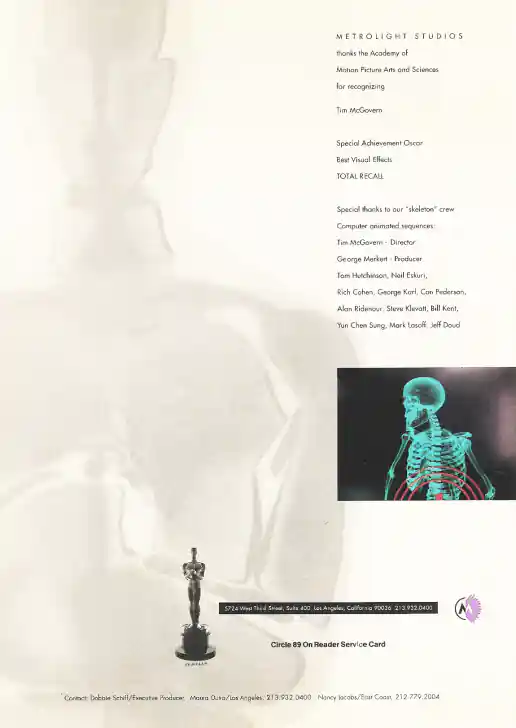 METROLIGHT STUDIOS
thanks the Academy of
Motion Picture Arts and Sciences
for recognizing
Tim McGovern
Special Achievement Oscar
Best Visual Effects
TOTAL RECALL
Special thanks to our "skeleton" crew
Computer animated sequences:
Tim McGovern - Director
George Merkert - Producer
Tom Hutchinson, Neil Eskuri,
Rich Cohen, George Karl, Con Pederson,
Alan Ridenour, Steve Klevatt, Bill Kent,
Yun Chen Sung, Mark Lasoff, Jeff Doud
5724 West Third Street, Suite 400, Los Angeles, California 90036 213.932.0400
Circle 89 On Reader Service Card
Contact: Dobbie Schiff/Executive Producer, /Los Angeles, 213.932.0400 Nancy Jacobs/East Coast, 212.779.2004